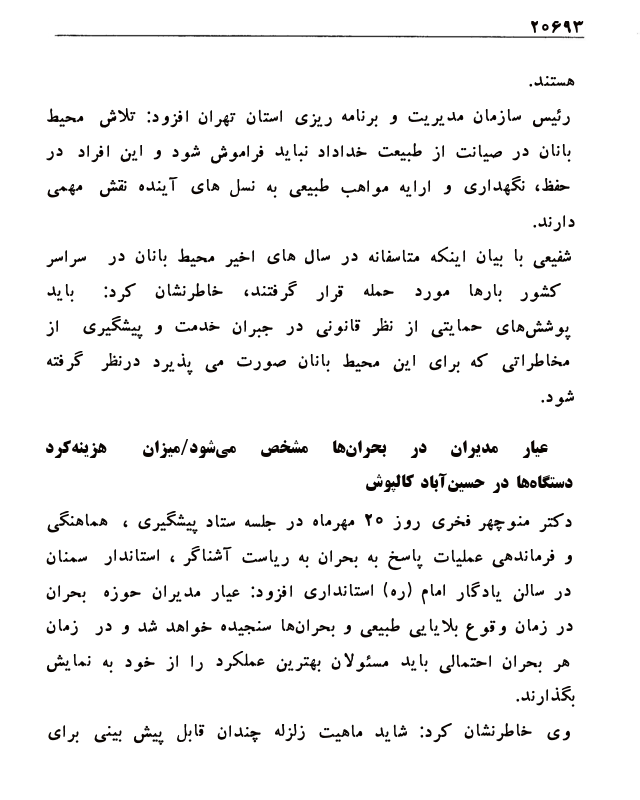 ۲۰۶۹۳
هستند.
رئیس سازمان مدیریت و برنامه ریزی استان تهران افزود: تلاش محیط
بانان در صیانت از طبیعت خداداد نباید فراموش شود و این افراد در
حفظ، نگهداری و ارایه مواهب طبیعی به نسل های آینده نقش مهمی
دارند.
شفیعی با بیان اینکه متاسفانه در سال های اخیر محیط بانان در سراسر
کشور بارها مورد حمله قرار گرفتند، خاطرنشان کرد: باید
پوشش‌های حمایتی از نظر قانونی در جبران خدمت و پیشگیری از
مخاطراتی که برای این محیط بانان صورت می پذیرد درنظر گرفته
شود.
عیار مدیران در بحران‌ها مشخص می‌شود/میزان هزینه‌کرد
دستگاه‌ها در حسین‌آباد کالپوش
دکتر منوچهر فخری روز ۲۰ مهرماه در جلسه ستاد پیشگیری ، هماهنگی
و فرماندهی عملیات پاسخ به بحران به ریاست آشناگر ، استاندار سمنان
در سالن یادگار امام (ره) استانداری افزود: عیار مدیران حوزه بحران
در زمان وقوع بلایایی طبیعی و بحران‌ها سنجیده خواهد شد و در زمان
هر بحران احتمالی باید مسئولان بهترین عملکرد را از خود به نمایش
بگذارند.
وی خاطرنشان کرد: شاید ماهیت زلزله چندان قابل پیش بینی برای